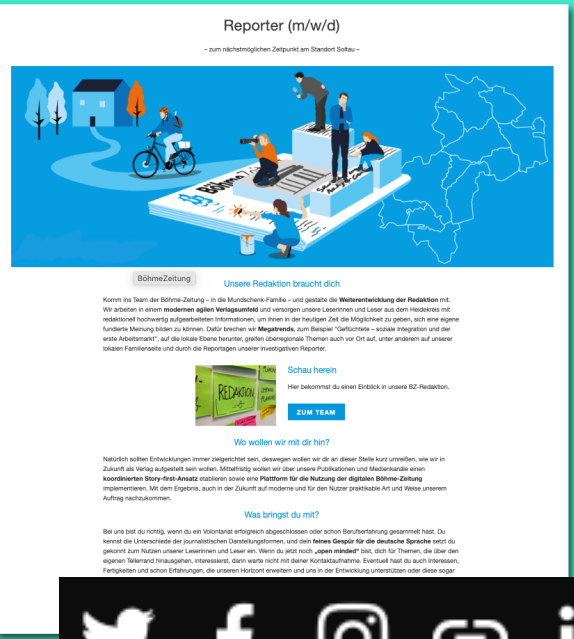 Reporter (m/w/d)
– zum nächstmöglichen Zeitpunkt am Standort Soltau –
BöhmeZeitung
Unsere Redaktion braucht dich
Komm ins Team der Böhme-Zeitung – in die Mundschenk-Familie – und gestalte die Weiterentwicklung der Redaktion mit.
Wir arbeiten in einem modernen agilen Verlagsumfeld und versorgen unsere Leserinnen und Leser aus dem Heidekreis mit
redaktionell hochwertig aufgearbeiteten Informationen, um ihnen in der heutigen Zeit die Möglichkeit zu geben, sich eine eigene
fundierte Meinung bilden zu können. Dafür brechen wir Megatrends, zum Beispiel "Geflüchtete – soziale Integration und der
erste Arbeitsmarkt", auf die lokale Ebene herunter, greifen überregionale Themen auch vor Ort auf, unter anderem auf unserer
lokalen Familienseite und durch die Reportagen unserer investigativen Reporter.
REDAKTION
Schau herein
Hier bekommst du einen Einblick in unsere BZ-Redaktion.
ZUM TEAM
Wo wollen wir mit dir hin?
Natürlich sollten Entwicklungen immer zielgerichtet sein, deswegen wollen wir dir an dieser Stelle kurz umreißen, wie wir in
Zukunft als Verlag aufgestellt sein wollen. Mittelfristig wollen wir über unsere Publikationen und Medienkanäle einen
koordinierten Story-first-Ansatz etablieren sowie eine Plattform für die Nutzung der digitalen Böhme-Zeitung
implementieren. Mit dem Ergebnis, auch in der Zukunft auf moderne und für den Nutzer praktikable Art und Weise unserem
Auftrag nachzukommen.
Was bringst du mit?
Bei uns bist du richtig, wenn du ein Volontariat erfolgreich abgeschlossen oder schon Berufserfahrung gesammelt hast. Du
kennst die Unterschiede der journalistischen Darstellungsformen, und dein feines Gespür für die deutsche Sprache setzt du
gekonnt zum Nutzen unserer Leserinnen und Leser ein. Wenn du jetzt noch „open minded" bist, dich für Themen, die über den
eigenen Tellerrand hinausgehen, interessierst, dann warte nicht mit deiner Kontaktaufnahme. Eventuell hast du auch Interessen,
Fertigkeiten und schon Erfahrungen, die unseren Horizont erweitern und uns in der Entwicklung unterstützen oder diese sogar